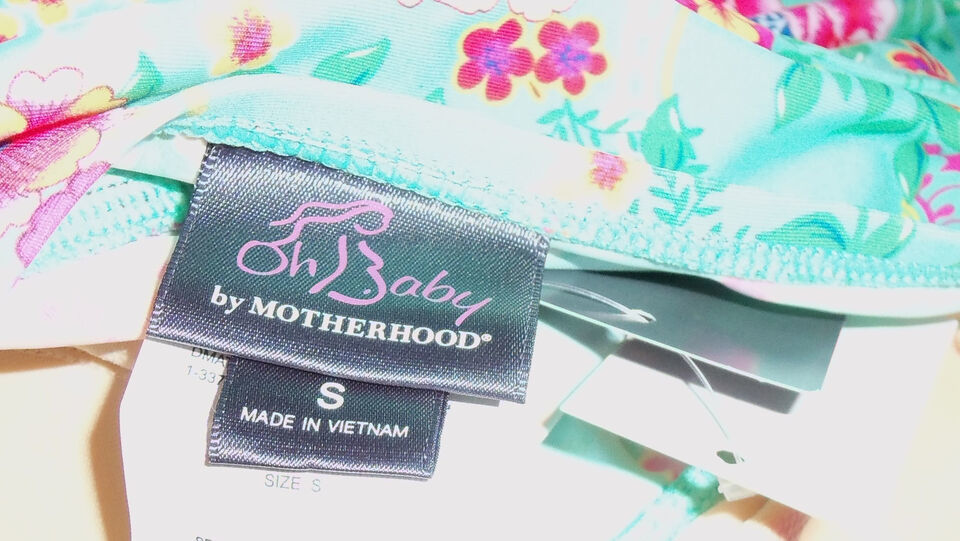 Oh Baby
by MOTHERHOOD®
S
MADE IN VIETNAM
SIZE S